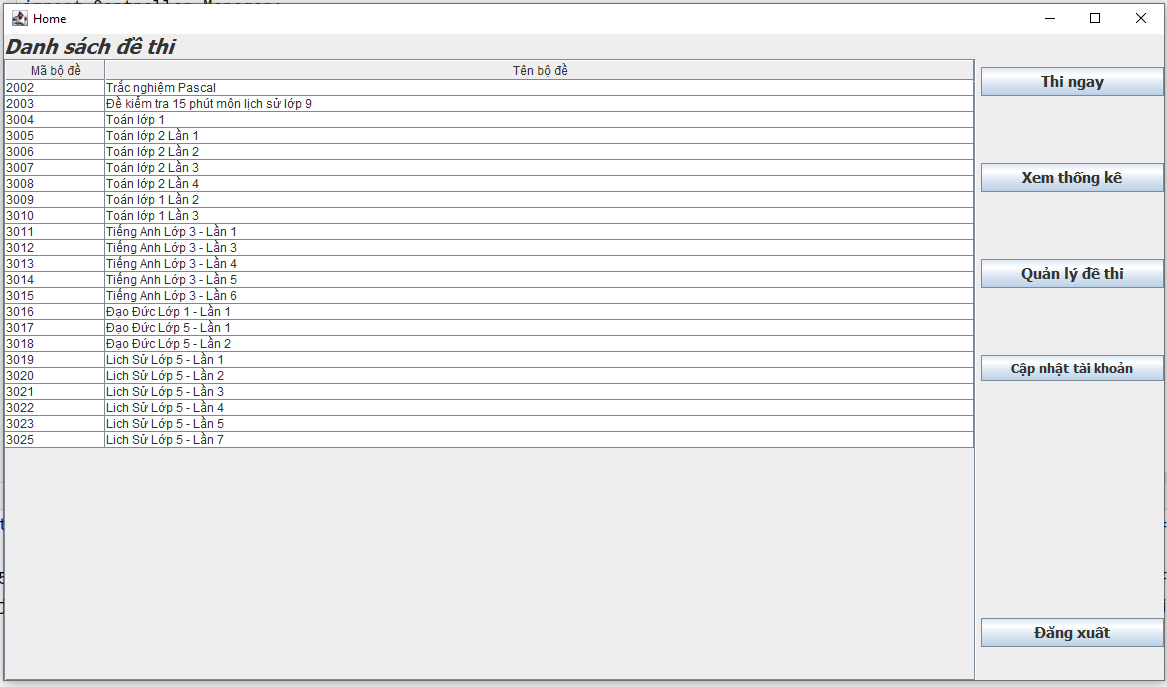 Home
Danh sách đề thi
Mã bộ đề Tên bộ đề
2002 Trắc nghiệm Pascal
2003 Đề kiểm tra 15 phút môn lịch sử lớp 9
3004 Toán lớp 1
3005 Toán lớp 2 Lần 1
3006 Toán lớp 2 Lần 2
3007 Toán lớp 2 Lần 3
3008 Toán lớp 2 Lần 4
3009 Toán lớp 1 Lần 2
3010 Toán lớp 1 Lần 3
3011 Tiếng Anh Lớp 3 - Lần 1
3012 Tiếng Anh Lớp 3 - Lần 3
3013 Tiếng Anh Lớp 3 - Lần 4
3014 Tiếng Anh Lớp 3 - Lần 5
3015 Tiếng Anh Lớp 3 - Lần 6
3016 Đạo Đức Lớp 1 - Lần 1
3017 Đạo Đức Lớp 5 - Lần 1
3018 Đạo Đức Lớp 5 - Lần 2
3019 Lich Sử Lớp 5 - Lần 1
3020 Lich Sử Lớp 5 - Lần 2
3021 Lich Sử Lớp 5 - Lần 3
3022 Lich Sử Lớp 5 - Lần 4
3023 Lich Sử Lớp 5 - Lần 5
3025 Lich Sử Lớp 5 - Lần 7
Thi ngay
Xem thống kê
Quản lý đề thi
Cập nhật tài khoản
Đăng xuất